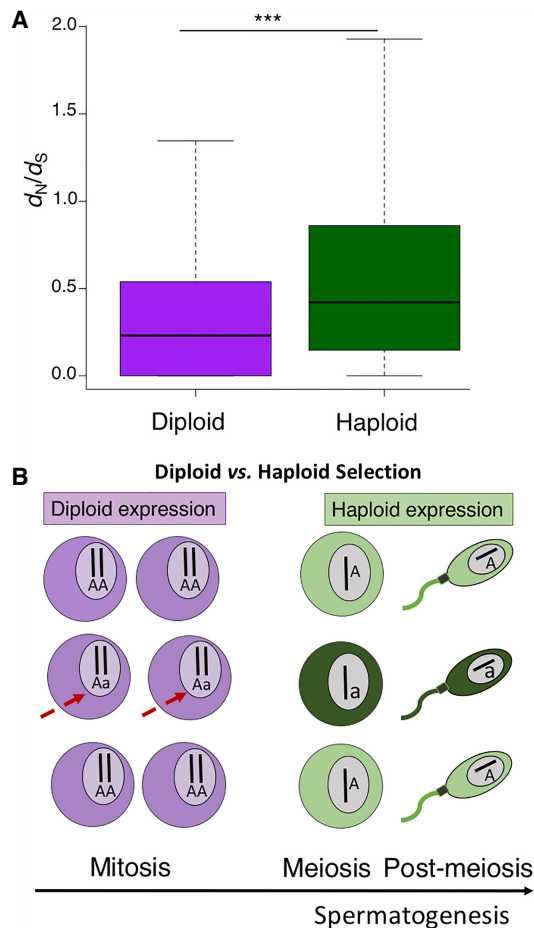 A
***
2.0
1.5
1.0
0.5
0.0
dN/dS
Diploid
Haploid
B
Diploid vs. Haploid Selection
Diploid expression
Haploid expression
AA
AA
A
A
Aa
Aa
a
a
AA
AA
A
A
Mitosis
Meiosis
Post-meiosis
Spermatogenesis